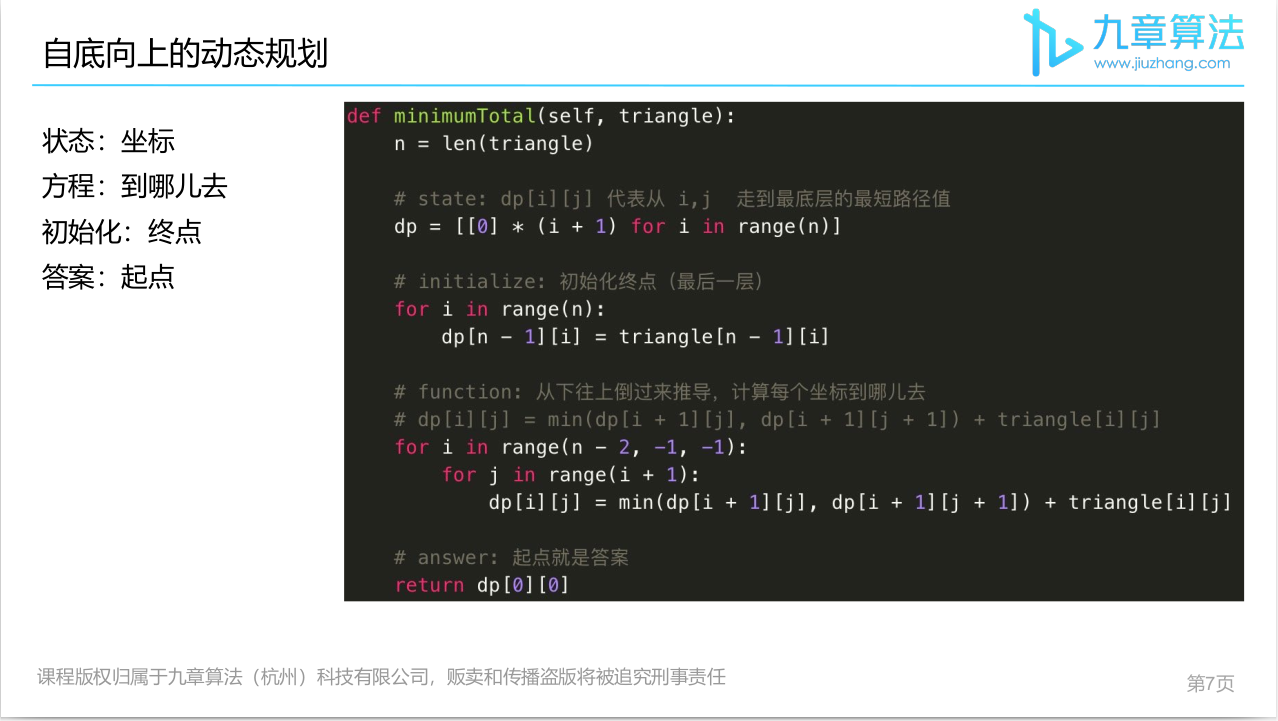 自底向上的动态规划
九章算法
www.jiuzhang.com
状态：坐标
方程：到哪儿去
初始化：终点
答案：起点
def minimumTotal(self, triangle):
    n = len(triangle)

    # state: dp[i][j] 代表从 i,j  走到最底层的最短路径值
    dp = [[0] * (i + 1) for i in range(n)]

    # initialize: 初始化终点（最后一层）
    for i in range(n):
        dp[n - 1][i] = triangle[n - 1][i]

    # function: 从下往上倒过来推导，计算每个坐标到哪儿去
    # dp[i][j] = min(dp[i + 1][j], dp[i + 1][j + 1]) + triangle[i][j]
    for i in range(n - 2, -1, -1):
        for j in range(i + 1):
            dp[i][j] = min(dp[i + 1][j], dp[i + 1][j + 1]) + triangle[i][j]

    # answer: 起点就是答案
    return dp[0][0]
课程版权归属于九章算法（杭州）科技有限公司，贩卖和传播盗版将被追究刑事责任
第7页